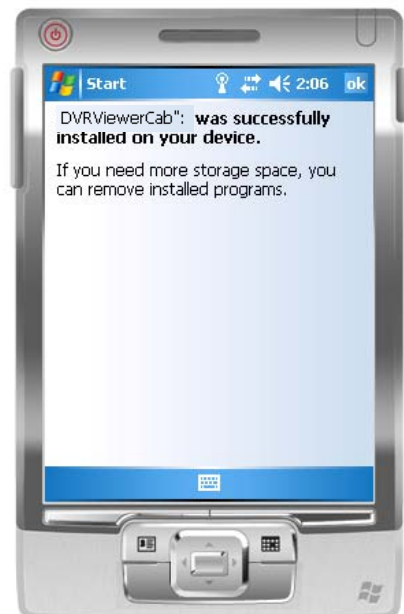 Start 2:06 ok
DVRViewerCab": was successfully
installed on your device.
If you need more storage space, you
can remove installed programs.